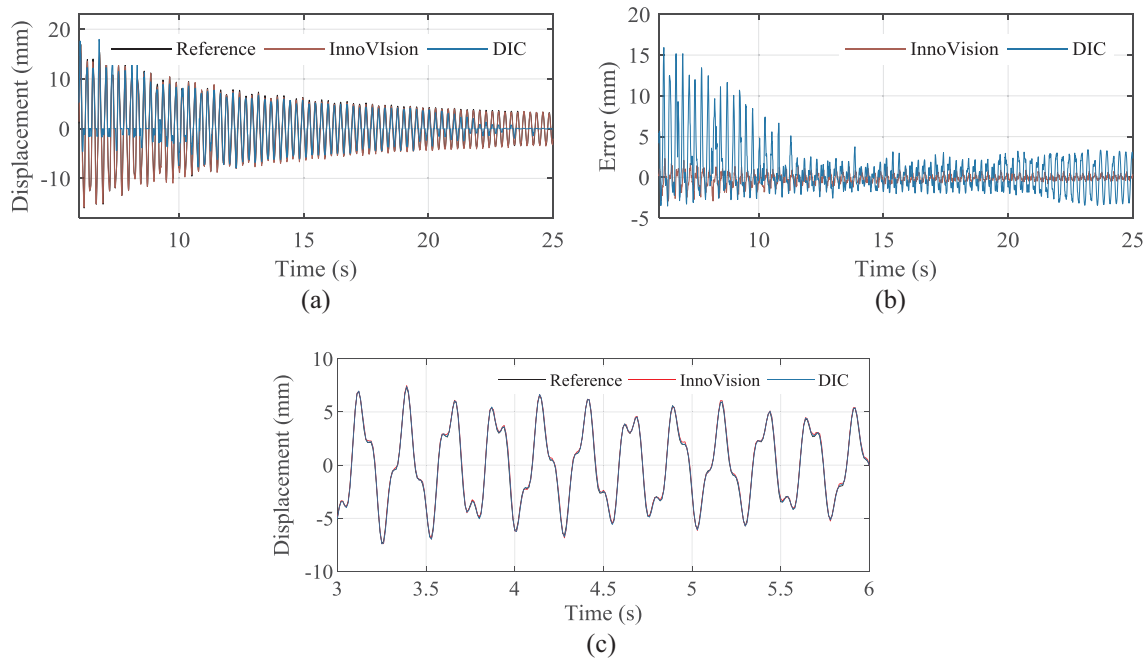 20
10
0
-10
Displacement (mm)
Reference InnoVIsion DIC
10 15 20 25
Time (s)
(a)
20
15
10
5
0
-5
Error (mm)
InnoVision DIC
10 15 20 25
Time (s)
(b)
10
5
0
-5
-10
Displacement (mm)
Reference InnoVision DIC
3 3.5 4 4.5 5 5.5 6
Time (s)
(c)